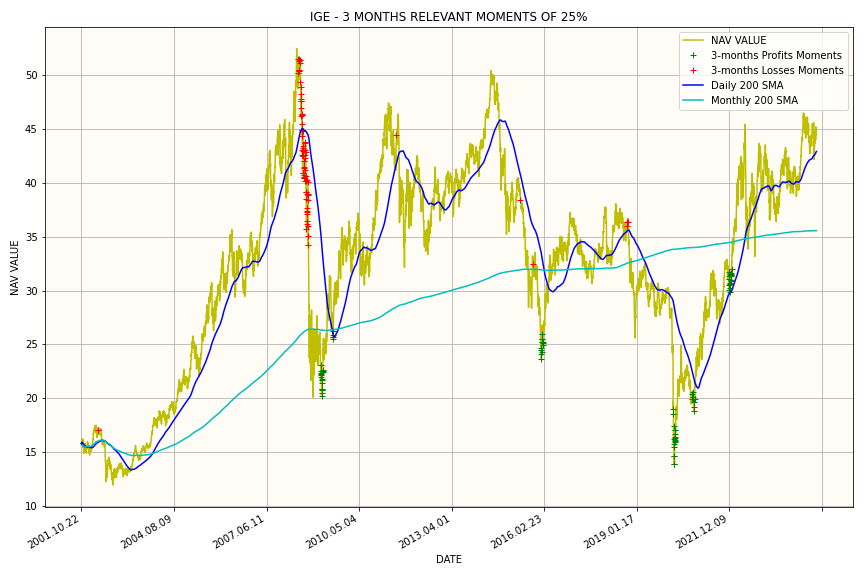 IGE - 3 MONTHS RELEVANT MOMENTS OF 25%
NAV VALUE
3-months Profits Moments
3-months Losses Moments
Daily 200 SMA
Monthly 200 SMA
50
45
40
35
30
25
20
15
10
NAV VALUE
2001.10.22
2004.08.09
2007.06.11
2010.05.04
2013.04.01
2016.02.23
2019.01.17
2021.12.09
DATE